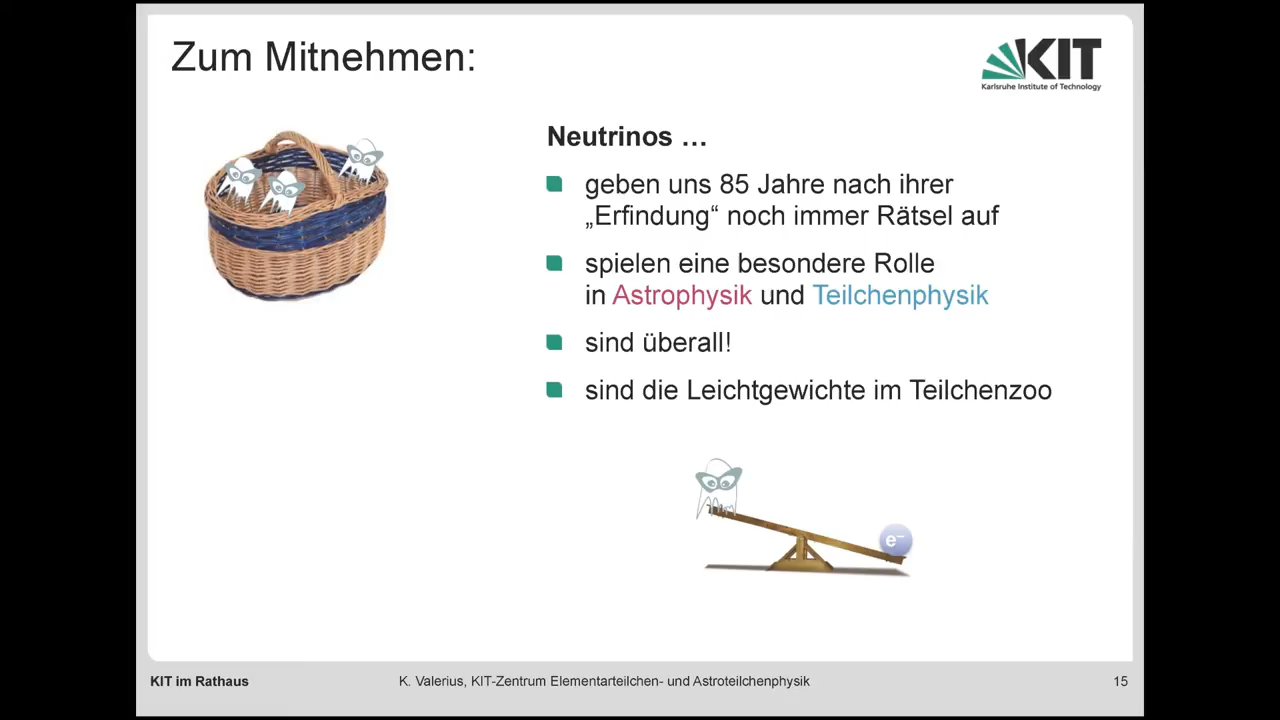 Zum Mitnehmen:
KIT
Karlsruhe Institute of Technology
Neutrinos …
geben uns 85 Jahre nach ihrer
„Erfindung“ noch immer Rätsel auf
spielen eine besondere Rolle
in Astrophysik und Teilchenphysik
sind überall!
sind die Leichtgewichte im Teilchenzoo
e⁻
KIT im Rathaus
K. Valerius, KIT-Zentrum Elementarteilchen- und Astroteilchenphysik
15